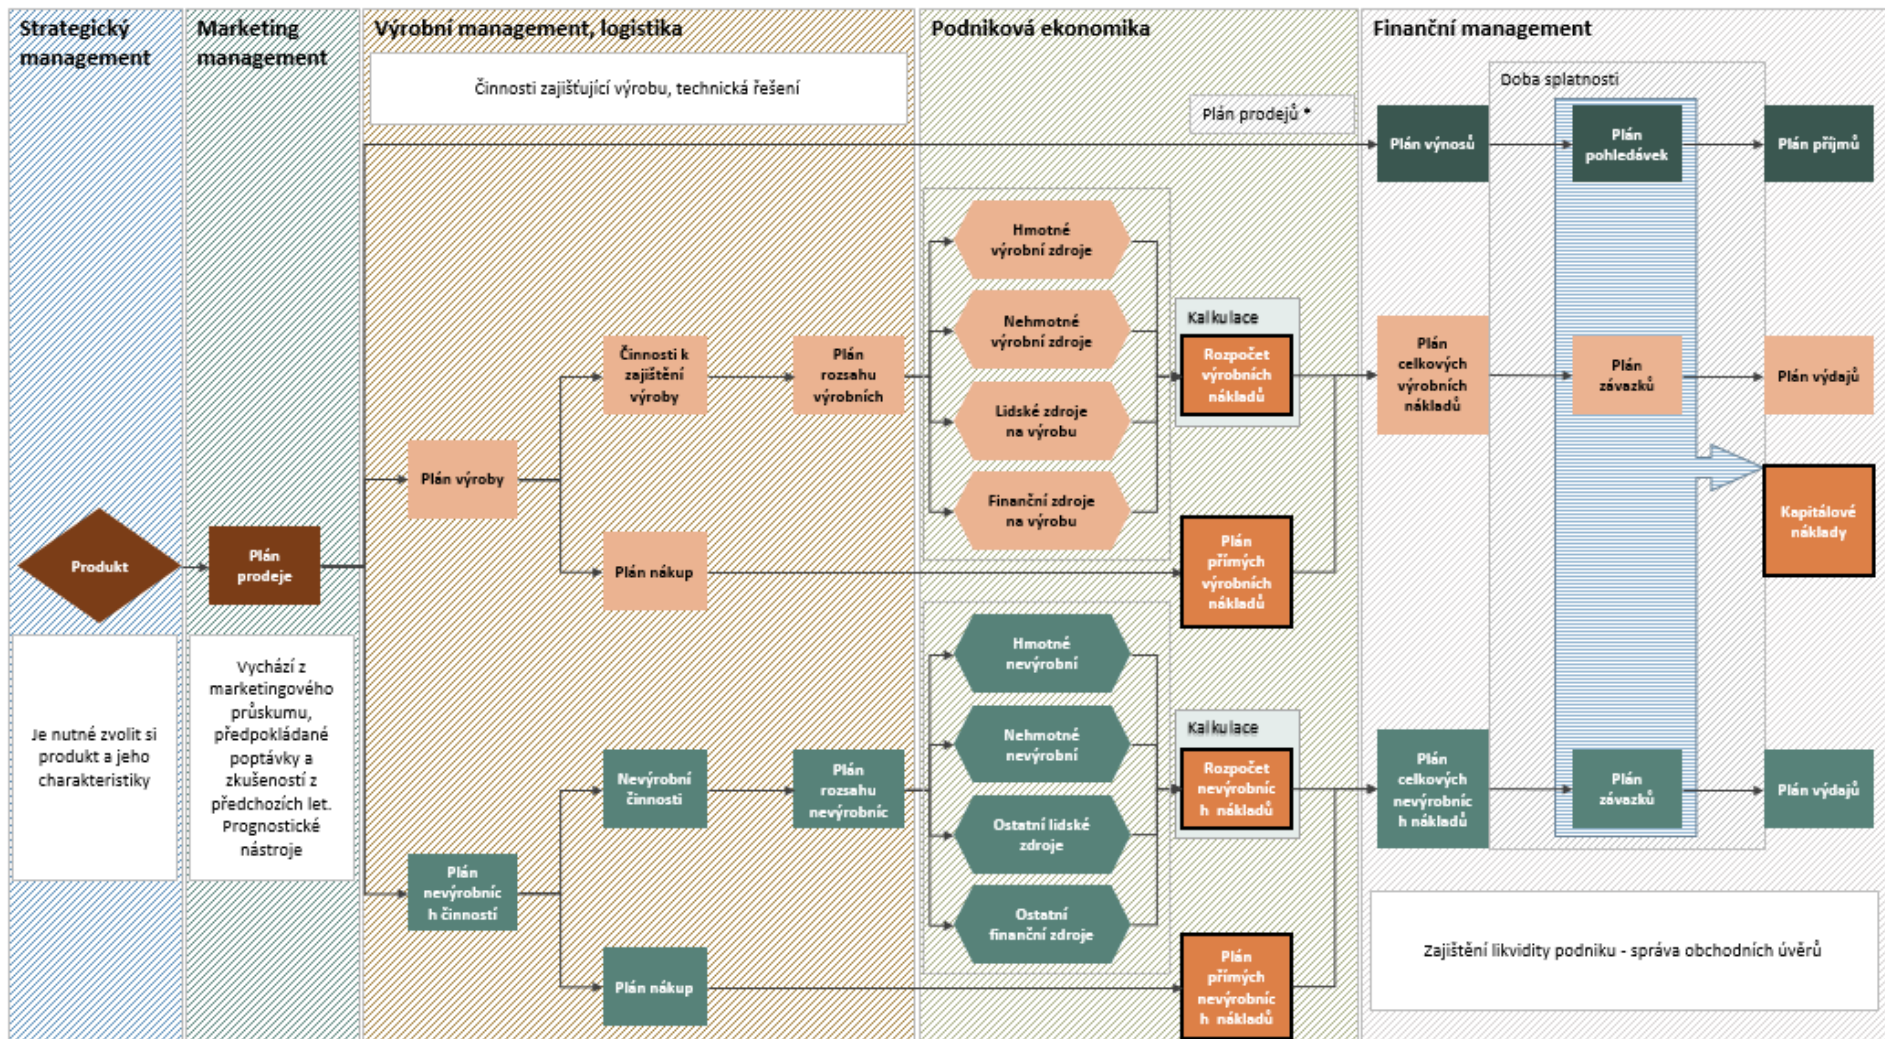 Strategický
management
Marketing
management
Výrobní management, logistika
Podniková ekonomika
Finanční management
Činnosti zajišťující výrobu, technická řešení
Doba splatnosti
Plán prodejů *
Plán výnosů
Plán
pohledávek
Plán příjmů
Hmotné
výrobní zdroje
Nehmotné
výrobní zdroje
Lidské zdroje
na výrobu
Finanční zdroje
na výrobu
Činnosti k
zajištění
výroby
Plán
rozsahu
výrobních
Kalkulace
Rozpočet
výrobních
nákladů
Plán
celkových
výrobních
nákladů
Plán
závazků
Plán výdajů
Plán výroby
Plán nákup
Plán
přímých
výrobních
nákladů
Kapitálové
náklady
Produkt
Plán
prodeje
Je nutné zvolit si
produkt a jeho
charakteristiky
Vychází z
marketingového
průskumu,
předpokládané
poptávky a
zkušeností z
předchozích let.
Prognostické
nástroje
Hmotné
nevýrobní
Nehmotné
nevýrobní
Ostatní lidské
zdroje
Ostatní
finanční zdroje
Nevýrobní
činnosti
Plán
rozsahu
nevýrobníc
Kalkulace
Rozpočet
nevýrobníc
h nákladů
Plán
celkových
nevýrobníc
h nákladů
Plán
závazků
Plán výdajů
Plán
nevýrobníc
h činností
Plán nákup
Plán
přímých
nevýrobníc
h nákladů
Zajištění likvidity podniku - správa obchodních úvěrů